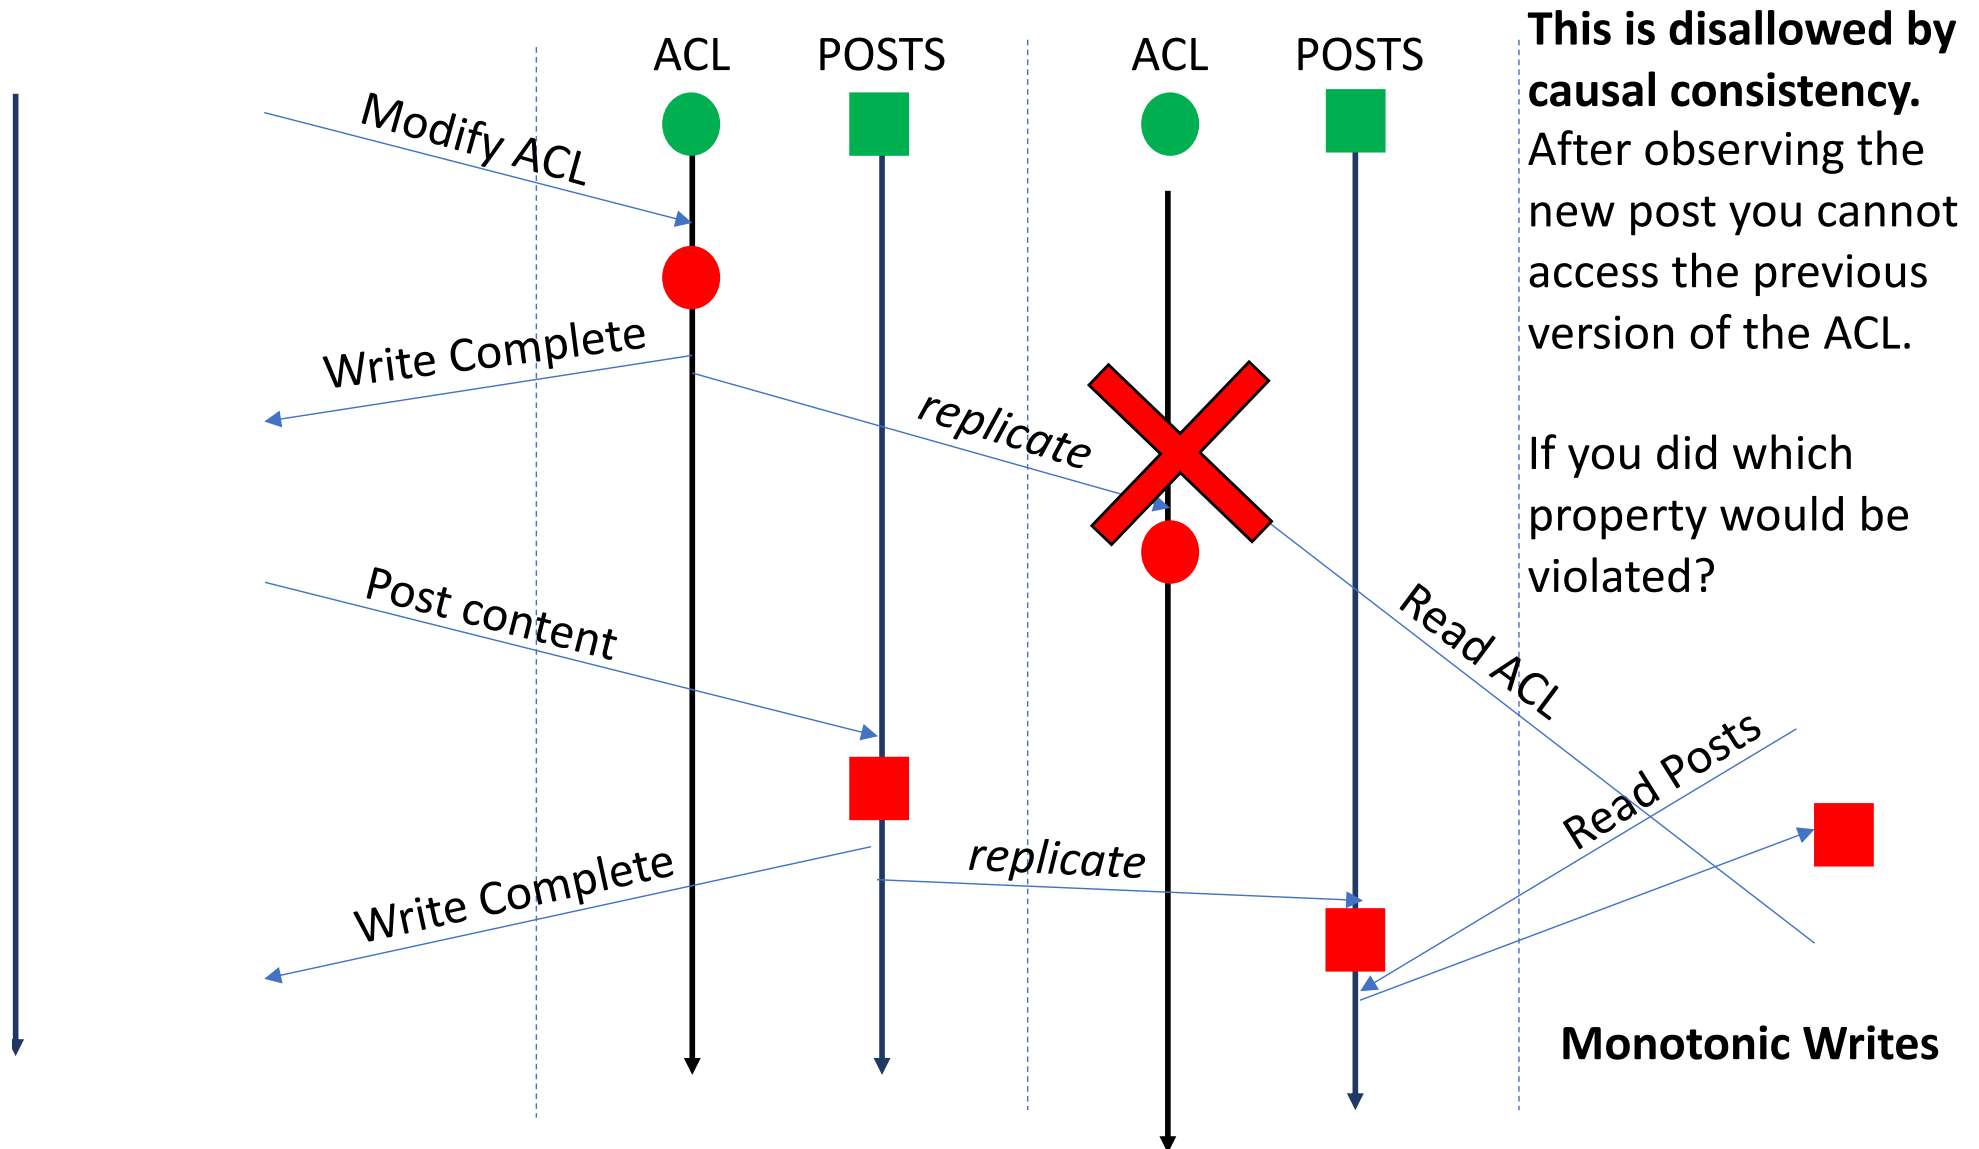 ACL
POSTS
ACL
POSTS
This is disallowed by
causal consistency.
After observing the
new post you cannot
access the previous
version of the ACL.
If you did which
property would be
violated?
Modify ACL
Write Complete
replicate
Post content
Read ACL
Read Posts
Write Complete
replicate
Monotonic Writes